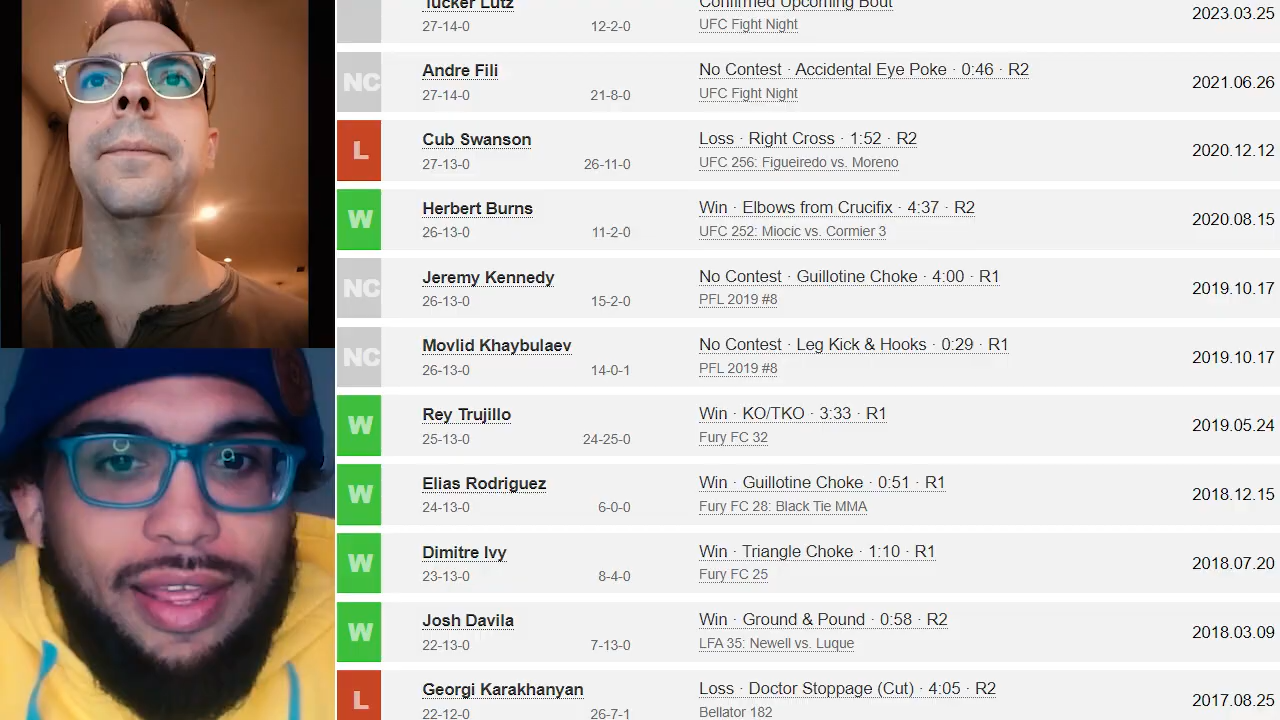 Tucker Lutz
Confirmed Upcoming Bout
2023.03.25
27-14-0
12-2-0
UFC Fight Night
NC
Andre Fili
No Contest · Accidental Eye Poke · 0:46 · R2
2021.06.26
27-14-0
21-8-0
UFC Fight Night
L
Cub Swanson
Loss · Right Cross · 1:52 · R2
2020 12.12
27-13-0
26-11-0
UFC 256: Figueiredo vs. Moreno
W
Herbert Burns
Win · Elbows from Crucifix · 4:37 · R2
2020.08.15
26-13-0
11-2-0
UFC 252: Miocic vs. Cormier 3
NC
Jeremy Kennedy
No Contest · Guillotine Choke · 4:00 · R1
2019.10.17
26-13-0
15-2-0
PFL 2019 #8
NC
Movlid Khaybulaev
No Contest · Leg Kick & Hooks · 0:29 · R1
2019.10.17
26-13-0
14-0-1
PFL 2019 #8
W
Rey Trujillo
Win · KO/TKO · 3:33 · R1
2019.05.24
25-13-0
24-25-0
Fury FC 32
W
Elias Rodriguez
Win · Guillotine Choke · 0:51 · R1
2018.12.15
24-13-0
6-0-0
Fury FC 28: Black Tie MMA
W
Dimitre Ivy
Win · Triangle Choke · 1:10 · R1
2018.07.20
23-13-0
8-4-0
Fury FC 25
W
Josh Davila
Win · Ground & Pound · 0:58 · R2
2018.03.09
22-13-0
7-13-0
LFA 35: Newell vs. Luque
L
Georgi Karakhanyan
Loss · Doctor Stoppage (Cut) · 4:05 · R2
2017.08.25
22-12-0
26-7-1
Bellator 182